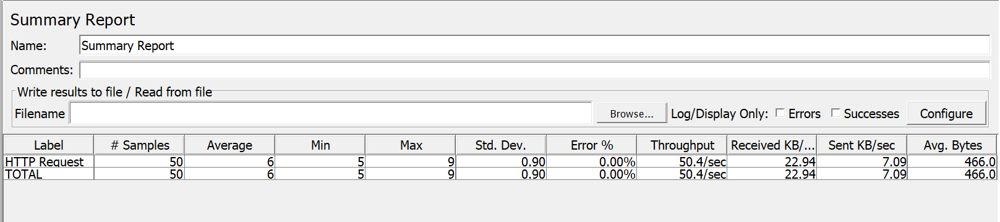 Summary Report
Name: Summary Report
Comments:
Write results to file / Read from file
Filename Browse... Log/Display Only: Errors Successes Configure
Label # Samples Average Min Max Std. Dev. Error % Throughput Received KB/... Sent KB/sec Avg. Bytes
HTTP Request 50 6 5 9 0.90 0.00% 50.4/sec 22.94 7.09 466.0
TOTAL 50 6 5 9 0.90 0.00% 50.4/sec 22.94 7.09 466.0